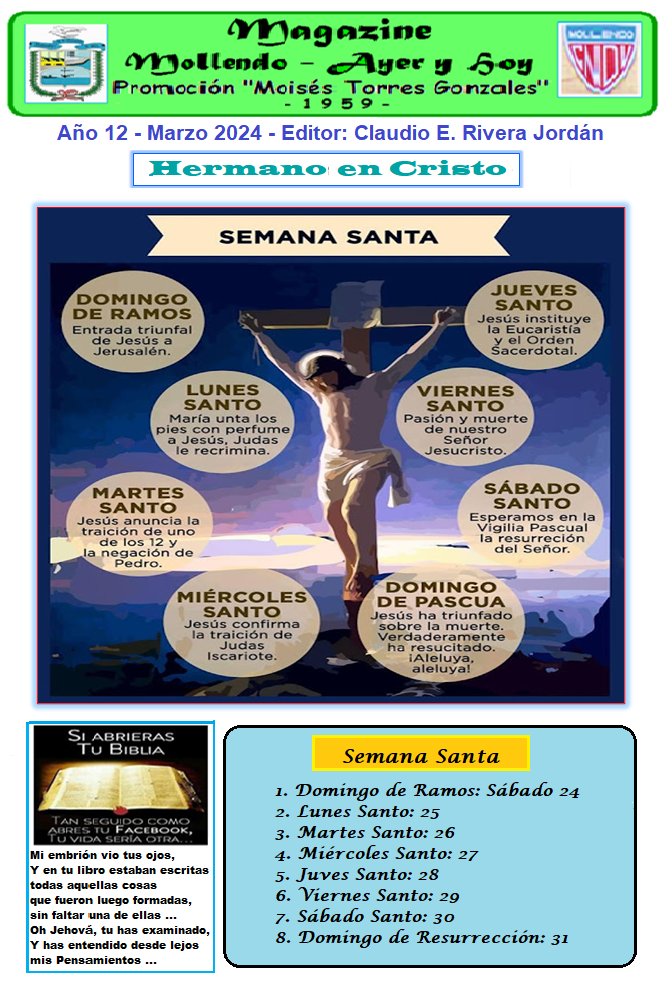 Magazine
Mollendo - Ayer y Hoy
Promoción "Moisés Torres Gonzales"
- 1 9 5 9 -
MOLLENDO
CNDV
Año 12 - Marzo 2024 - Editor: Claudio E. Rivera Jordán
Hermano en Cristo
SEMANA SANTA
DOMINGO
DE RAMOS
Entrada triunfal
de Jesús a
Jerusalén.
LUNES
SANTO
María unta los
pies con perfume
a Jesús, Judas
le recrimina.
MARTES
SANTO
Jesús anuncia la
traición de uno
de los 12 y
la negación de
Pedro.
MIÉRCOLES
SANTO
Jesús confirma
la traición de
Judas
Iscariote.
JUEVES
SANTO
Jesús instituye
la Eucaristía
y el Orden
Sacerdotal.
VIERNES
SANTO
Pasión y muerte
de nuestro
Señor
Jesucristo.
SÁBADO
SANTO
Esperamos en la
Vigilia Pascual
la resurreción
del Señor.
DOMINGO
DE PASCUA
Jesús ha triunfado
sobre la muerte.
Verdaderamente
ha resucitado.
¡Aleluya,
aleluya!
SI ABRIERAS
TU BIBLIA
TAN SEGUIDO COMO
ABRES TU FACEBOOK,
TU VIDA SERÍA OTRA...
Mi embrión vio tus ojos,
Y en tu libro estaban escritas
todas aquellas cosas
que fueron luego formadas,
sin faltar una de ellas ...
Oh Jehová, tu has examinado,
Y has entendido desde lejos
mis Pensamientos ...
Semana Santa
1. Domingo de Ramos: Sábado 24
2. Lunes Santo: 25
3. Martes Santo: 26
4. Miércoles Santo: 27
5. Juves Santo: 28
6. Viernes Santo: 29
7. Sábado Santo: 30
8. Domingo de Resurrección: 31